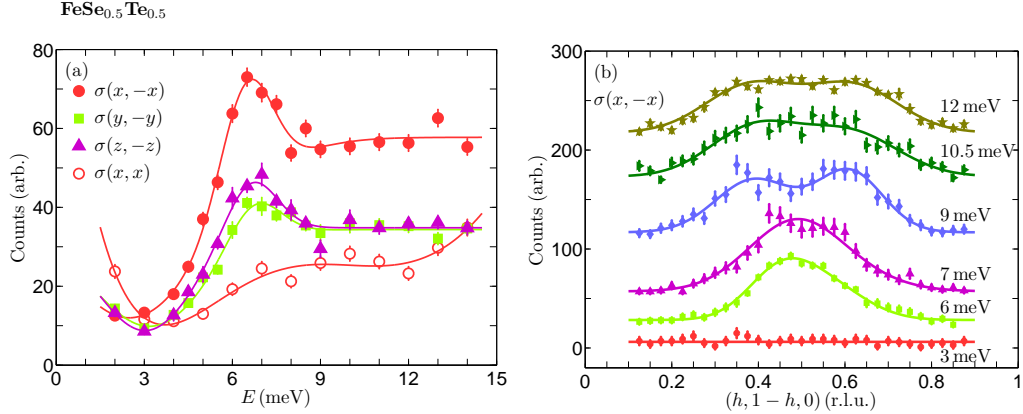 FeSe0.5Te0.5
(a)
σ(x, −x)
σ(y, −y)
σ(z, −z)
σ(x, x)
Counts (arb.)
80
60
40
20
0
0 3 6 9 12 15
E (meV)
(b)
σ(x, −x)
12 meV
10.5 meV
9 meV
7 meV
6 meV
3 meV
Counts (arb.)
300
200
100
0
0 0.2 0.4 0.6 0.8 1
(h, 1 − h, 0) (r.l.u.)